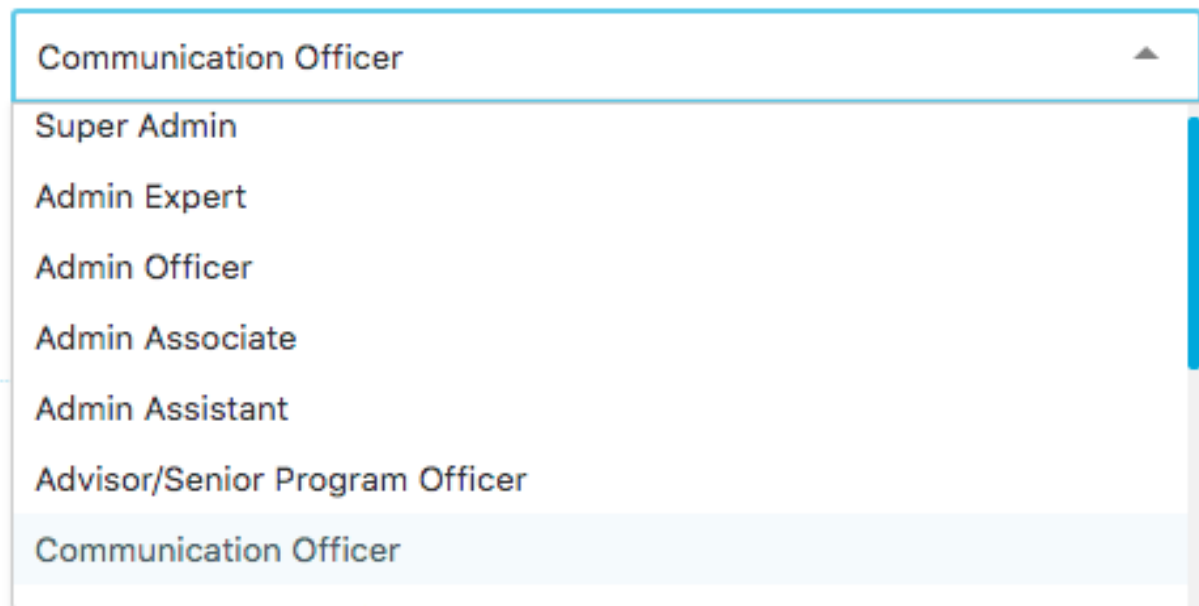 Communication Officer
Super Admin
Admin Expert
Admin Officer
Admin Associate
Admin Assistant
Advisor/Senior Program Officer
Communication Officer